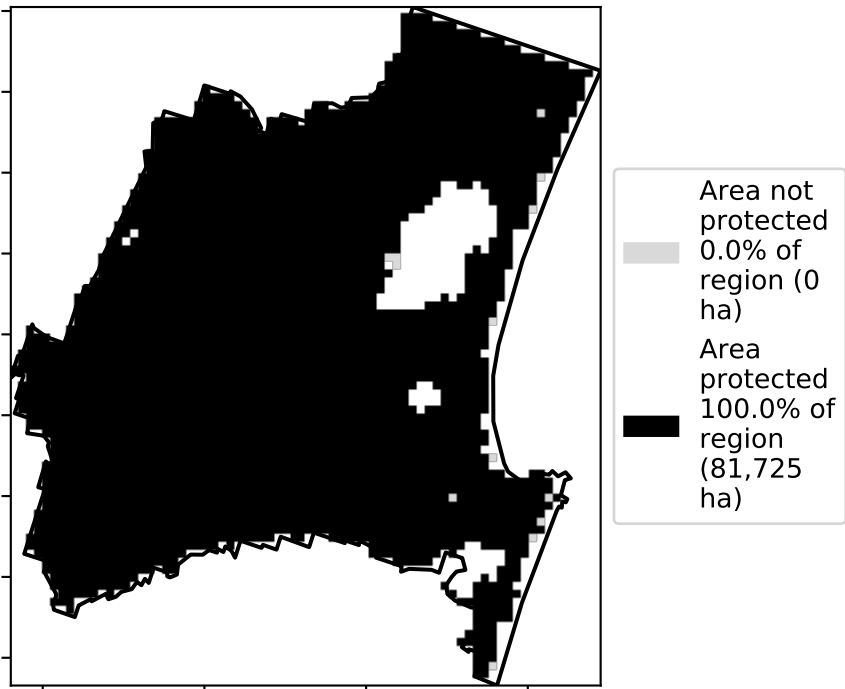 Area not
protected
0.0% of
region (0
ha)
Area
protected
100.0% of
region
(81,725
ha)